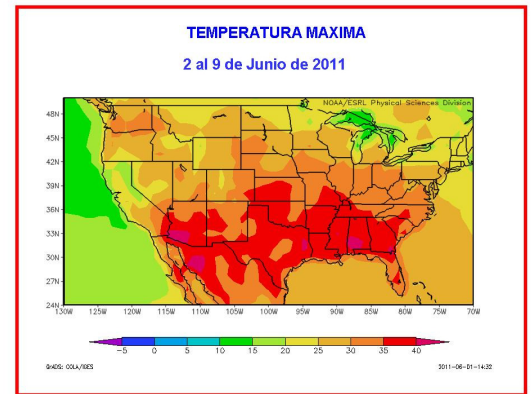 TEMPERATURA MAXIMA
2 al 9 de Junio de 2011
NOAA/ESRL Physical Sciences Division
48N
45N
42N
39N
36N
33N
30N
27N
24N
130W 125W 120W 115W 110W 105W 100W 95W 90W 85W 80W 75W 70W
-5 0 5 10 15 20 25 30 35 40
GrADS: COLA/IGES 2011-06-01-14:32